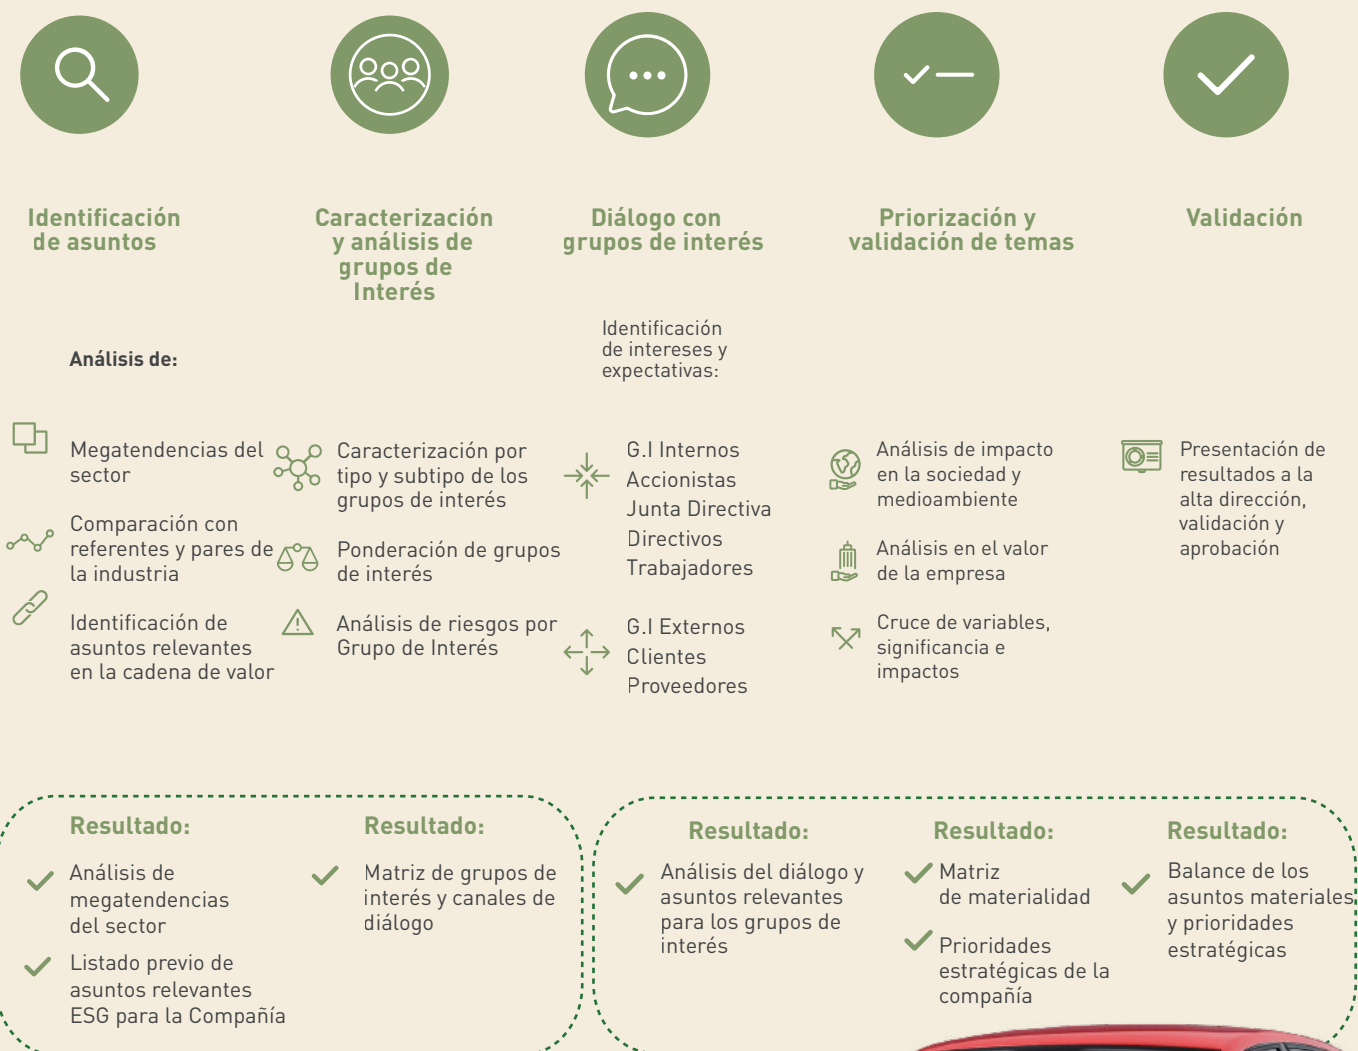 Identificación
de asuntos
Análisis de:
Megatendencias del
sector
Comparación con
referentes y pares de
la industria
Identificación de
asuntos relevantes
en la cadena de valor
Caracterización
y análisis de
grupos de
Interés
Caracterización por
tipo y subtipo de los
grupos de interés
Ponderación de grupos
de interés
Análisis de riesgos por
Grupo de Interés
Diálogo con
grupos de interés
Identificación
de intereses y
expectativas:
G.I Internos
Accionistas
Junta Directiva
Directivos
Trabajadores
G.I Externos
Clientes
Proveedores
Priorización y
validación de temas
Análisis de impacto
en la sociedad y
medioambiente
Análisis en el valor
de la empresa
Cruce de variables,
significancia e
impactos
Validación
Presentación de
resultados a la
alta dirección,
validación y
aprobación
Resultado:
Análisis de
megatendencias
del sector
Listado previo de
asuntos relevantes
ESG para la Compañía
Resultado:
Matriz de grupos de
interés y canales de
diálogo
Resultado:
Análisis del diálogo y
asuntos relevantes
para los grupos de
interés
Resultado:
Matriz
de materialidad
Prioridades
estratégicas de la
compañía
Resultado:
Balance de los
asuntos materiales
y prioridades
estratégicas